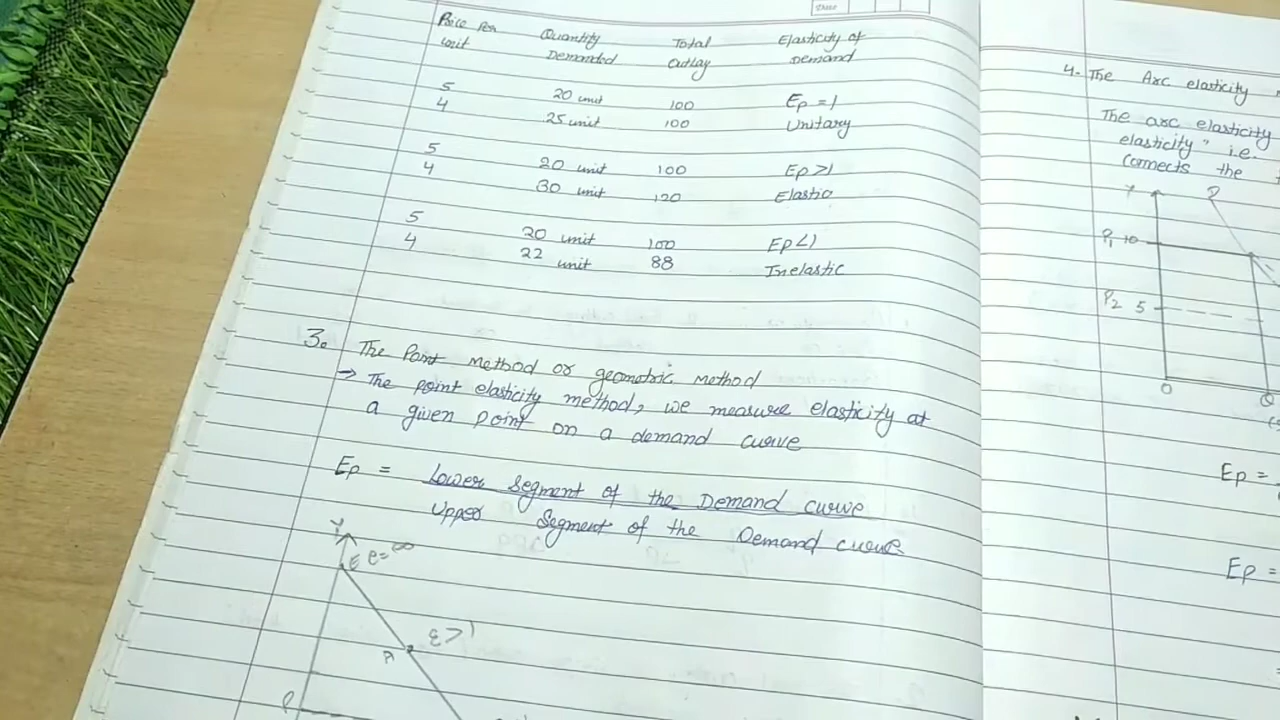 Date
Price Per Quantity Total Elasticity of
unit Demanded Outlay Demand
5 20 unit 100 Ep = 1
4 25 unit 100 Unitary
5 20 unit 100 Ep > 1
4 30 unit 120 Elastic
5 20 unit 100 Ep < 1
4 22 unit 88 Inelastic
3. The Point method or geometric method
→ The point elasticity method, we measure elasticity at
a given point on a demand curve
Ep = Lower Segment of the Demand curve
Upper Segment of the Demand curve
Y
E e=∞
A E>1
P
4. The Arc elasticity
The arc elasticity
elasticity" i.e.
Connects the
Y D
P1 10
P2 5
O Q
Ep =
Ep =